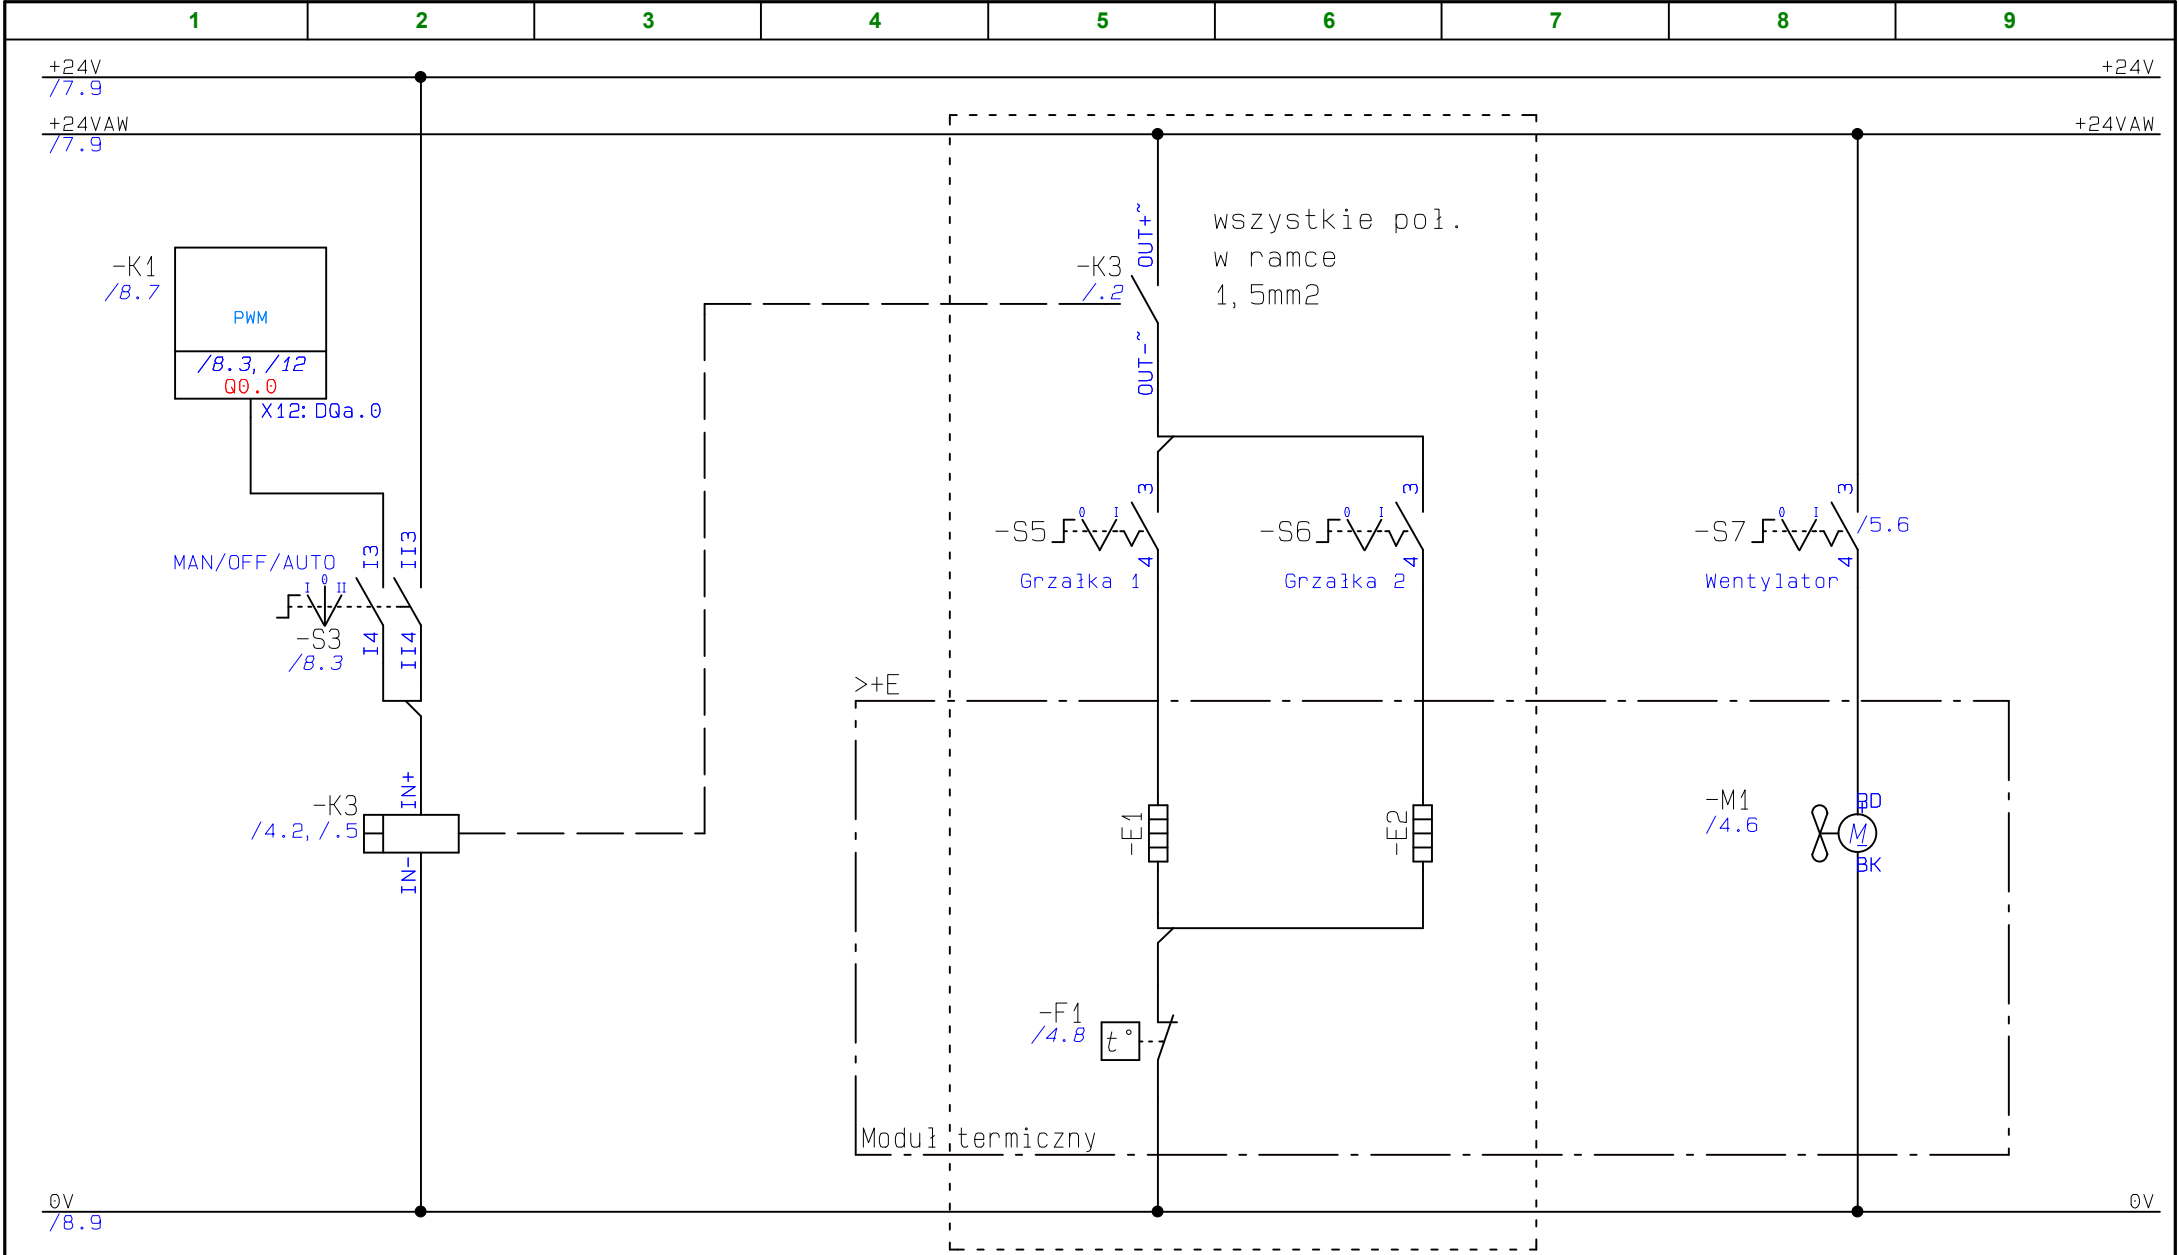 1 2 3 4 5 6 7 8 9
+24V +24V
/7.9
+24VAW +24VAW
/7.9
wszystkie poł.
w ramce
1,5mm2
-K1
/8.7
PWM
/8.3,/12
Q0.0
X12:DQa.0
OUT+~
-K3
/.2
OUT-~
MAN/OFF/AUTO
I 0 II
I3
II3
-S3
/8.3
I4
II4
-S5
0 I
3
4
Grzałka 1
-S6
0 I
3
4
Grzałka 2
-S7
0 I
3
/5.6
4
Wentylator
>+E
-K3
/4.2,/.5
IN+
IN-
-E1
-E2
-M1
/4.6
M
BK
-F1
/4.8
t°
Moduł termiczny
0V 0V
/8.9